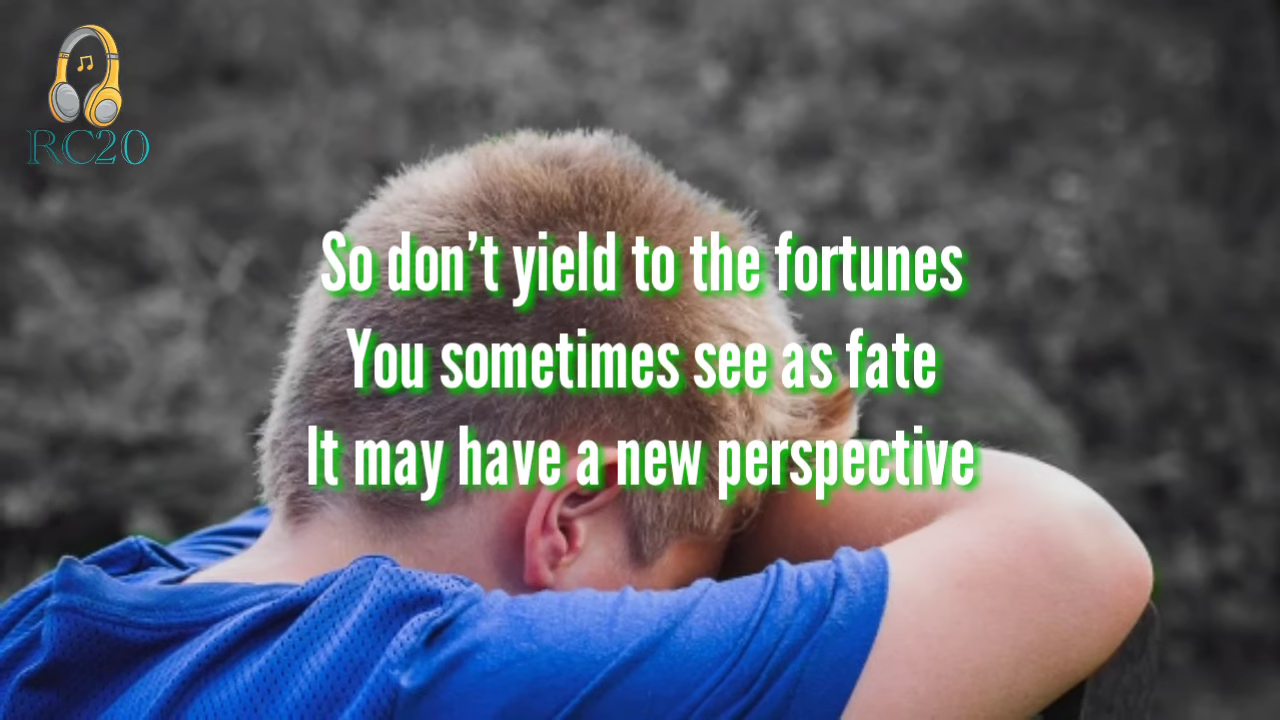 RC20
So don’t yield to the fortunes
You sometimes see as fate
It may have a new perspective